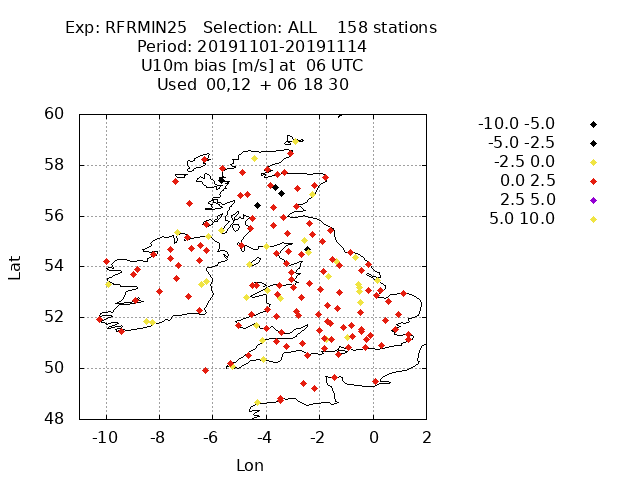 Exp: RFRMIN25   Selection: ALL    158 stations
Period: 20191101-20191114
U10m bias [m/s] at  06 UTC
Used  00,12  + 06 18 30
-10.0 -5.0
-5.0 -2.5
-2.5 0.0
0.0 2.5
2.5 5.0
5.0 10.0
60
58
56
54
52
50
48
Lat
-10 -8 -6 -4 -2 0 2
Lon